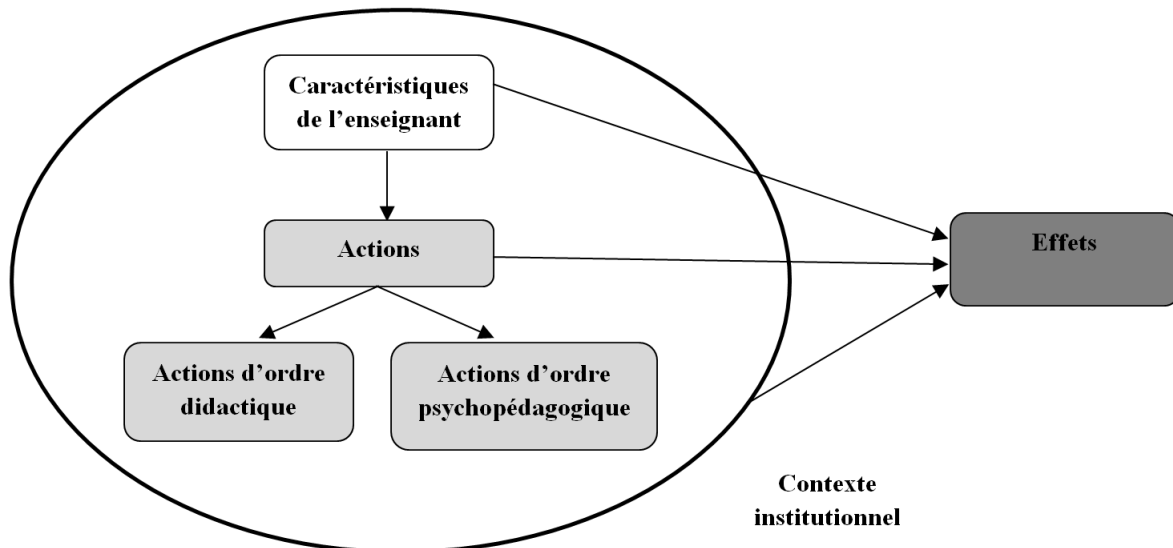 Caractéristiques
de l’enseignant
Actions
Effets
Actions d’ordre
didactique
Actions d’ordre
psychopédagogique
Contexte
institutionnel